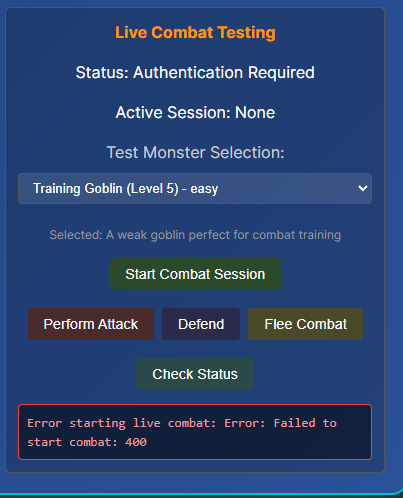 Live Combat Testing
Status: Authentication Required
Active Session: None
Test Monster Selection:
Training Goblin (Level 5) - easy
Selected: A weak goblin perfect for combat training
Start Combat Session
Perform Attack Defend Flee Combat
Check Status
Error starting live combat: Error: Failed to
start combat: 400